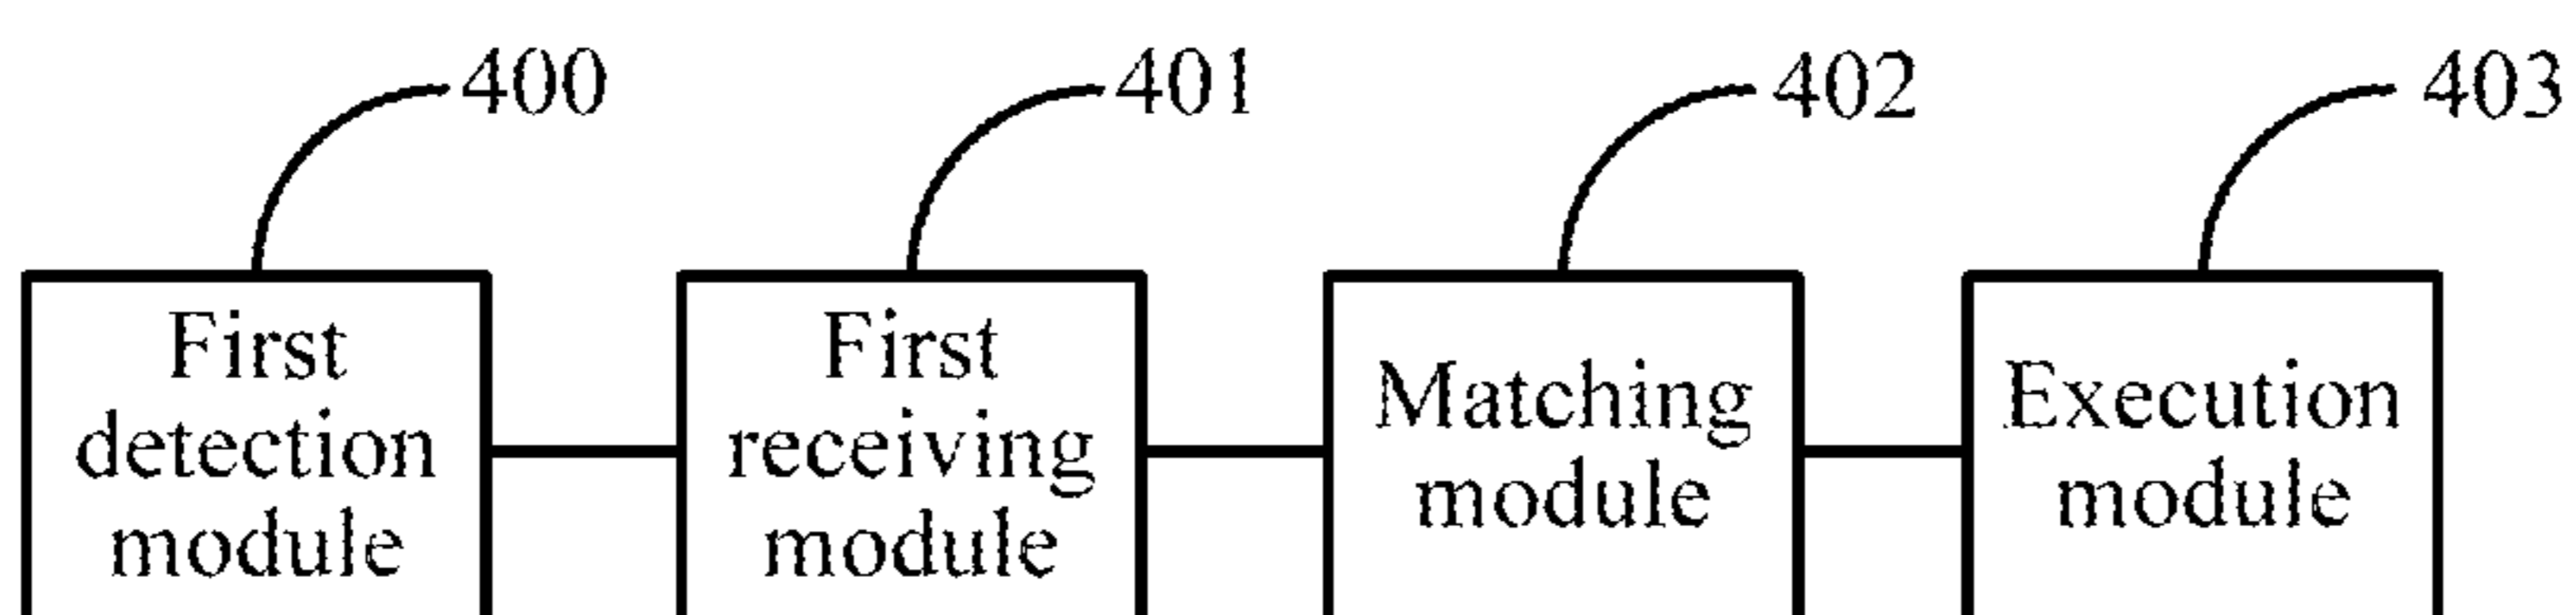 400
401
402
403
First
detection
module
First
receiving
module
Matching
module
Execution
module